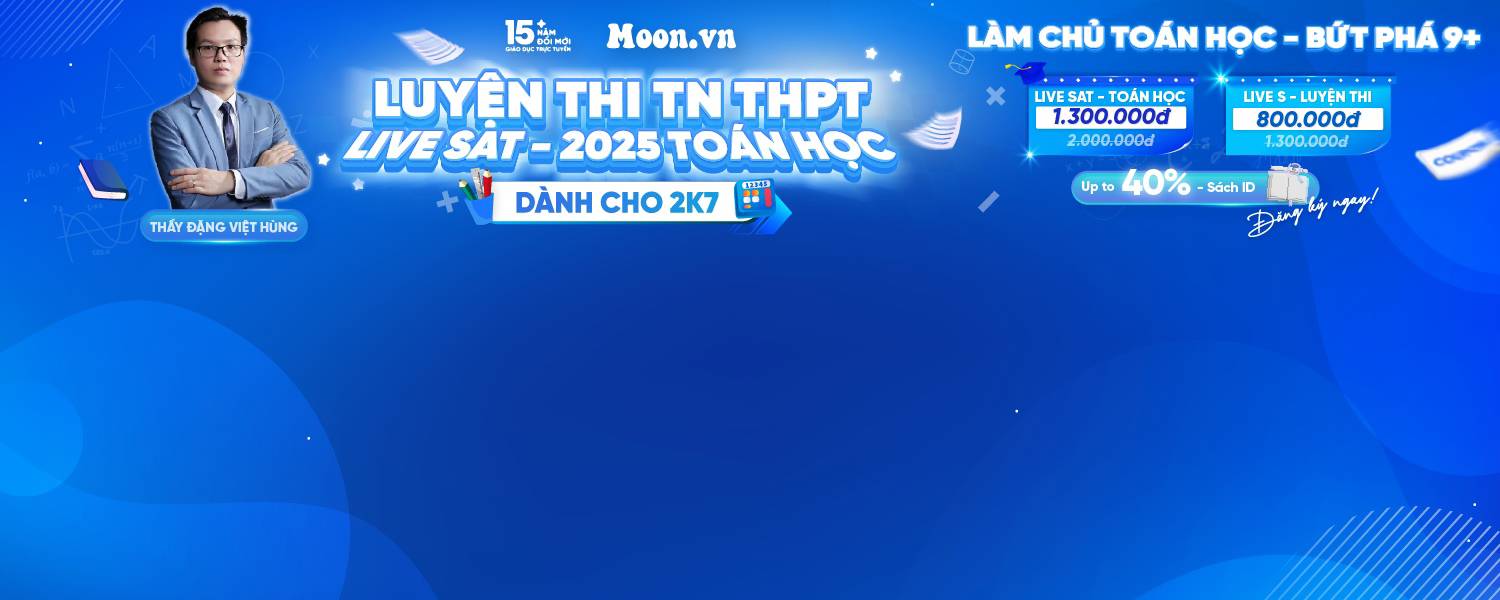 15+ NĂM
ĐỔI MỚI
GIÁO DỤC TRỰC TUYẾN
Moon.vn
LUYỆN THI TN THPT
LIVE SAT - 2025 TOÁN HỌC
DÀNH CHO 2K7
THẦY ĐẶNG VIỆT HÙNG
LÀM CHỦ TOÁN HỌC - BỨT PHÁ 9+
LIVE SAT - TOÁN HỌC
1.300.000đ
2.000.000đ
LIVE S - LUYỆN THI
800.000đ
1.300.000đ
Up to 40% - Sách ID
Đăng ký ngay!
12345